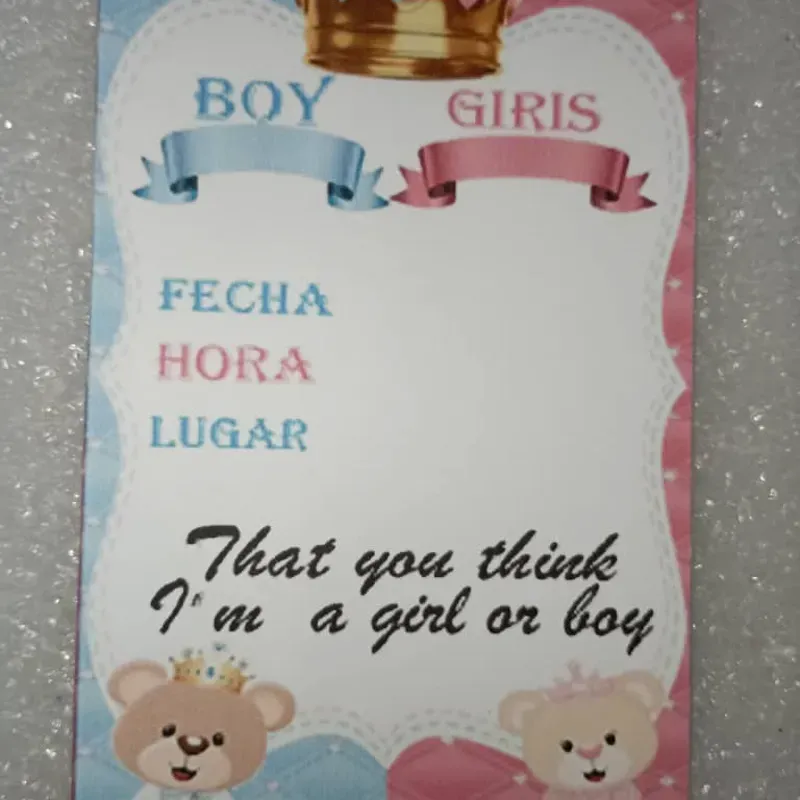 BOY
GIRIS
FECHA
HORA
LUGAR
That you think
I'm a girl or boy